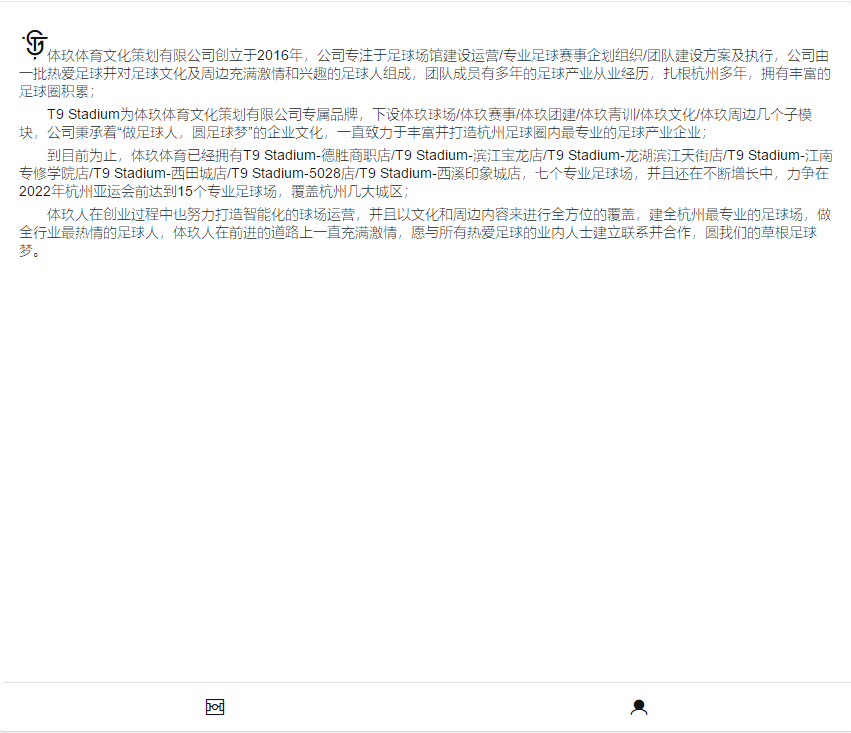 体玖体育文化策划有限公司创立于2016年，公司专注于足球场馆建设运营/专业足球赛事企划组织/团队建设方案及执行，公司由
一批热爱足球并对足球文化及周边充满激情和兴趣的足球人组成，团队成员有多年的足球产业从业经历，扎根杭州多年，拥有丰富的
足球圈积累；
T9 Stadium为体玖体育文化策划有限公司专属品牌，下设体玖球场/体玖赛事/体玖团建/体玖青训/体玖文化/体玖周边几个子模
块，公司秉承着“做足球人，圆足球梦”的企业文化，一直致力于丰富并打造杭州足球圈内最专业的足球产业企业；
到目前为止，体玖体育已经拥有T9 Stadium-德胜商职店/T9 Stadium-滨江宝龙店/T9 Stadium-龙湖滨江天街店/T9 Stadium-江南
专修学院店/T9 Stadium-西田城店/T9 Stadium-5028店/T9 Stadium-西溪印象城店，七个专业足球场，并且还在不断增长中，力争在
2022年杭州亚运会前达到15个专业足球场，覆盖杭州几大城区；
体玖人在创业过程中也努力打造智能化的球场运营，并且以文化和周边内容来进行全方位的覆盖，建全杭州最专业的足球场，做
全行业最热情的足球人，体玖人在前进的道路上一直充满激情，愿与所有热爱足球的业内人士建立联系并合作，圆我们的草根足球
梦。